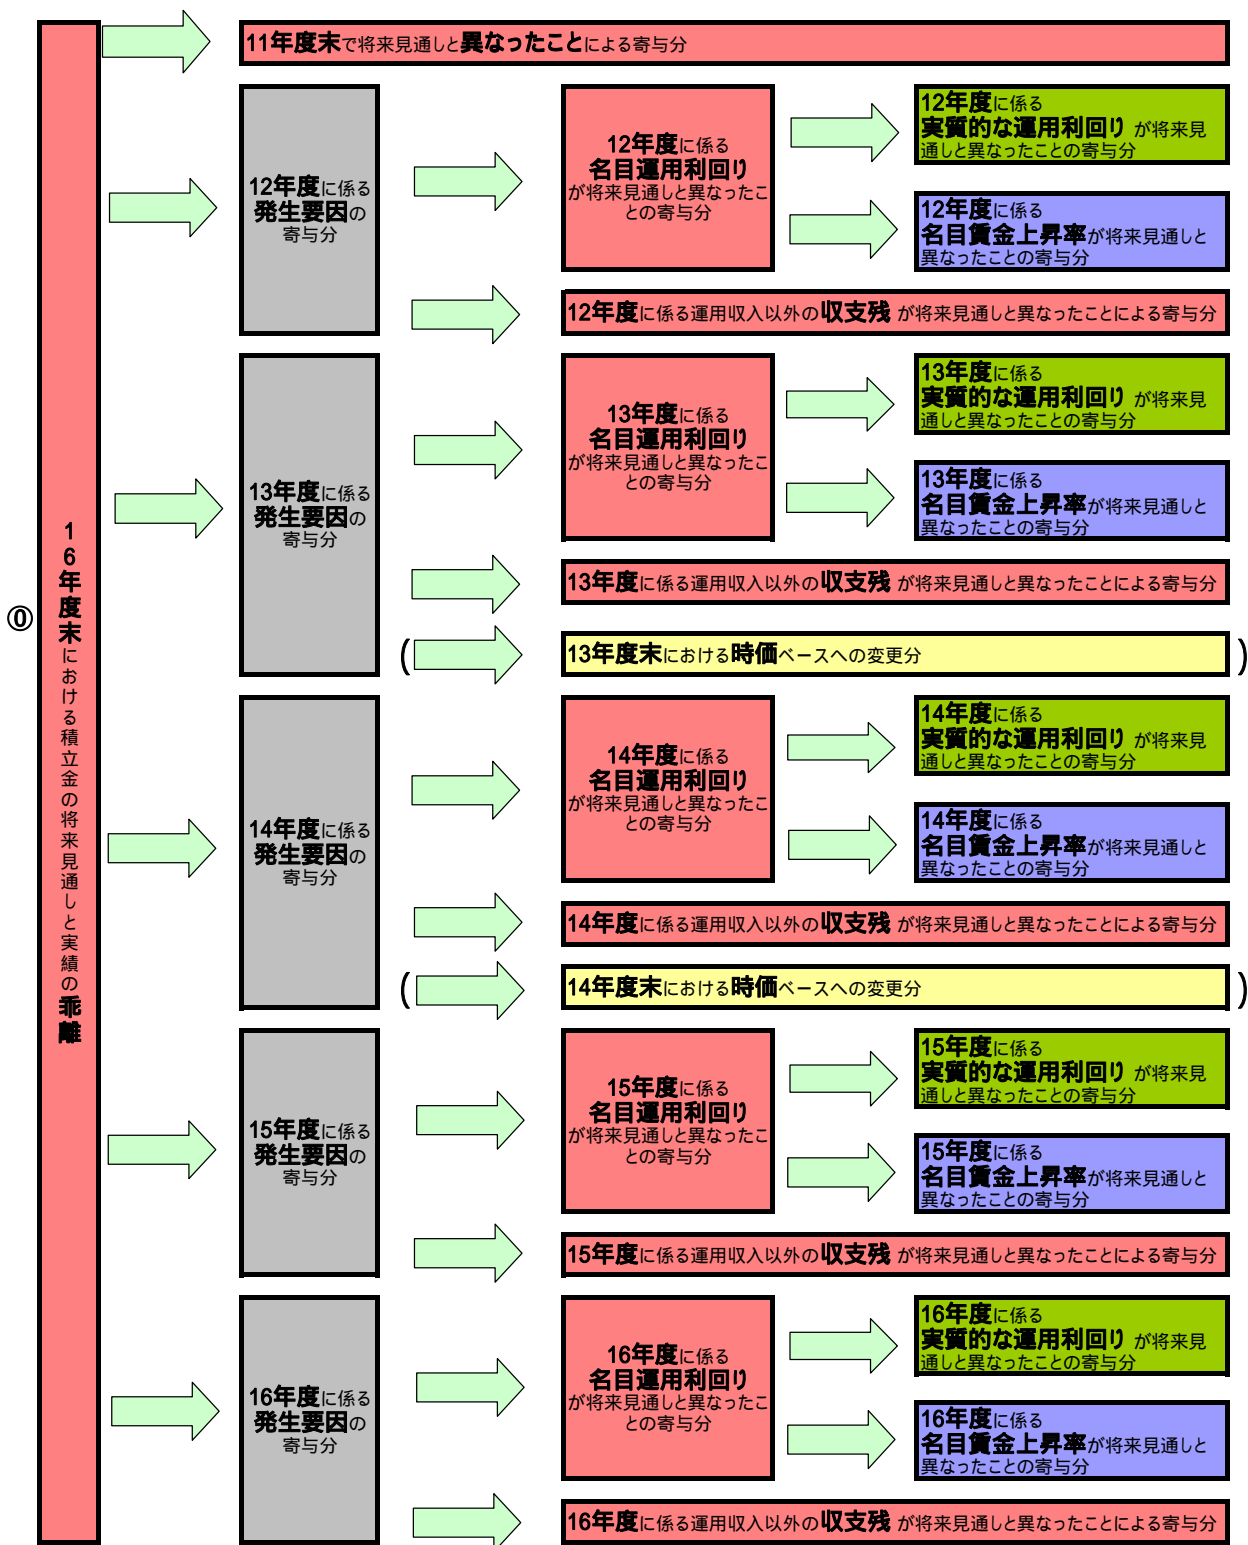 ⓪
16年度末における積立金の将来見通しと実績の乖離
11年度末で将来見通しと異なったことによる寄与分
12年度に係る
発生要因の
寄与分
12年度に係る
名目運用利回り
が将来見通しと異なったこ
との寄与分
12年度に係る
実質的な運用利回り が将来見
通しと異なったことの寄与分
12年度に係る
名目賃金上昇率が将来見通しと
異なったことの寄与分
12年度に係る運用収入以外の収支残 が将来見通しと異なったことによる寄与分
13年度に係る
発生要因の
寄与分
13年度に係る
名目運用利回り
が将来見通しと異なったこ
との寄与分
13年度に係る
実質的な運用利回り が将来見
通しと異なったことの寄与分
13年度に係る
名目賃金上昇率が将来見通しと
異なったことの寄与分
13年度に係る運用収入以外の収支残 が将来見通しと異なったことによる寄与分
( 13年度末における時価ベースへの変更分 )
14年度に係る
発生要因の
寄与分
14年度に係る
名目運用利回り
が将来見通しと異なったこ
との寄与分
14年度に係る
実質的な運用利回り が将来見
通しと異なったことの寄与分
14年度に係る
名目賃金上昇率が将来見通しと
異なったことの寄与分
14年度に係る運用収入以外の収支残 が将来見通しと異なったことによる寄与分
( 14年度末における時価ベースへの変更分 )
15年度に係る
発生要因の
寄与分
15年度に係る
名目運用利回り
が将来見通しと異なったこ
との寄与分
15年度に係る
実質的な運用利回り が将来見
通しと異なったことの寄与分
15年度に係る
名目賃金上昇率が将来見通しと
異なったことの寄与分
15年度に係る運用収入以外の収支残 が将来見通しと異なったことによる寄与分
16年度に係る
発生要因の
寄与分
16年度に係る
名目運用利回り
が将来見通しと異なったこ
との寄与分
16年度に係る
実質的な運用利回り が将来見
通しと異なったことの寄与分
16年度に係る
名目賃金上昇率が将来見通しと
異なったことの寄与分
16年度に係る運用収入以外の収支残 が将来見通しと異なったことによる寄与分